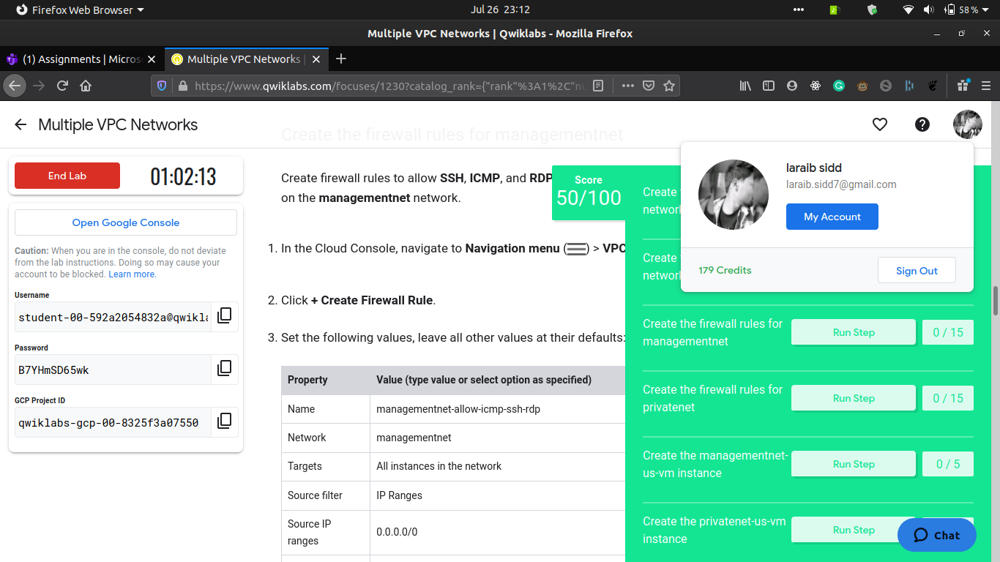 Firefox Web Browser
Jul 26 23:12
58 %
Multiple VPC Networks | Qwiklabs - Mozilla Firefox
(1) Assignments | Micros
Multiple VPC Networks |
https://www.qwiklabs.com/focuses/1230?catalog_rank={"rank"%3A1%2C"nu
Multiple VPC Networks
End Lab
01:02:13
Open Google Console
Caution: When you are in the console, do not deviate
from the lab instructions. Doing so may cause your
account to be blocked. Learn more.
Username
student-00-592a2054832a@qwikla
Password
B7YHmSD65wk
GCP Project ID
qwiklabs-gcp-00-8325f3a07550
Create the firewall rules for managementnet
Create firewall rules to allow SSH, ICMP, and RDP
on the managementnet network.
1. In the Cloud Console, navigate to Navigation menu ( ) > VPC
2. Click + Create Firewall Rule.
3. Set the following values, leave all other values at their defaults:
Property Value (type value or select option as specified)
Name managementnet-allow-icmp-ssh-rdp
Network managementnet
Targets All instances in the network
Source filter IP Ranges
Source IP
ranges 0.0.0.0/0
Score
50/100
Create
network
Create
network
Create the firewall rules for
managementnet
Run Step
0 / 15
Create the firewall rules for
privatenet
Run Step
0 / 15
Create the managementnet-
us-vm instance
Run Step
0 / 5
Create the privatenet-us-vm
instance
Run Step
laraib sidd
laraib.sidd7@gmail.com
My Account
179 Credits
Sign Out
Chat